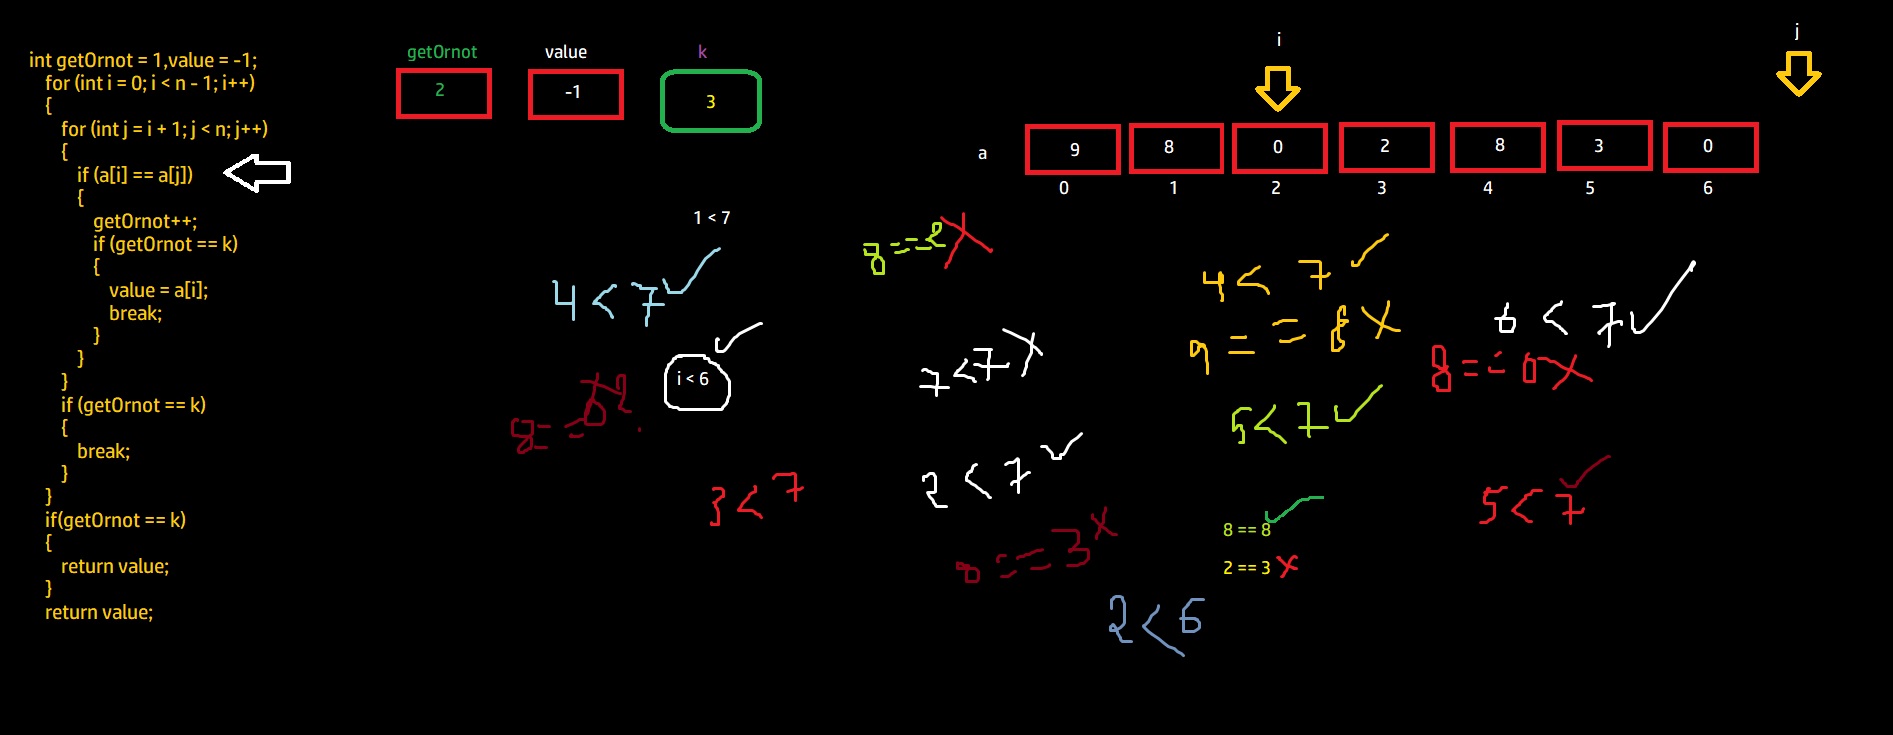 int getOrnot = 1,value = -1;
for (int i = 0; i < n - 1; i++)
{
for (int j = i + 1; j < n; j++)
{
if (a[i] == a[j])
{
getOrnot++;
if (getOrnot == k)
{
value = a[i];
break;
}
}
}
if (getOrnot == k)
{
break;
}
}
if(getOrnot == k)
{
return value;
}
return value;
getOrnot value k
2 -1 3
i j
a 9 8 0 2 8 3 0
0 1 2 3 4 5 6
1 < 7
4 < 7
i < 6
3 < 7
8 == 2
7 < 7
2 < 7
4 < 7
9 == 8
5 < 7
8 == 8
2 == 3
2 < 6
6 < 7
8 == 0
5 < 7